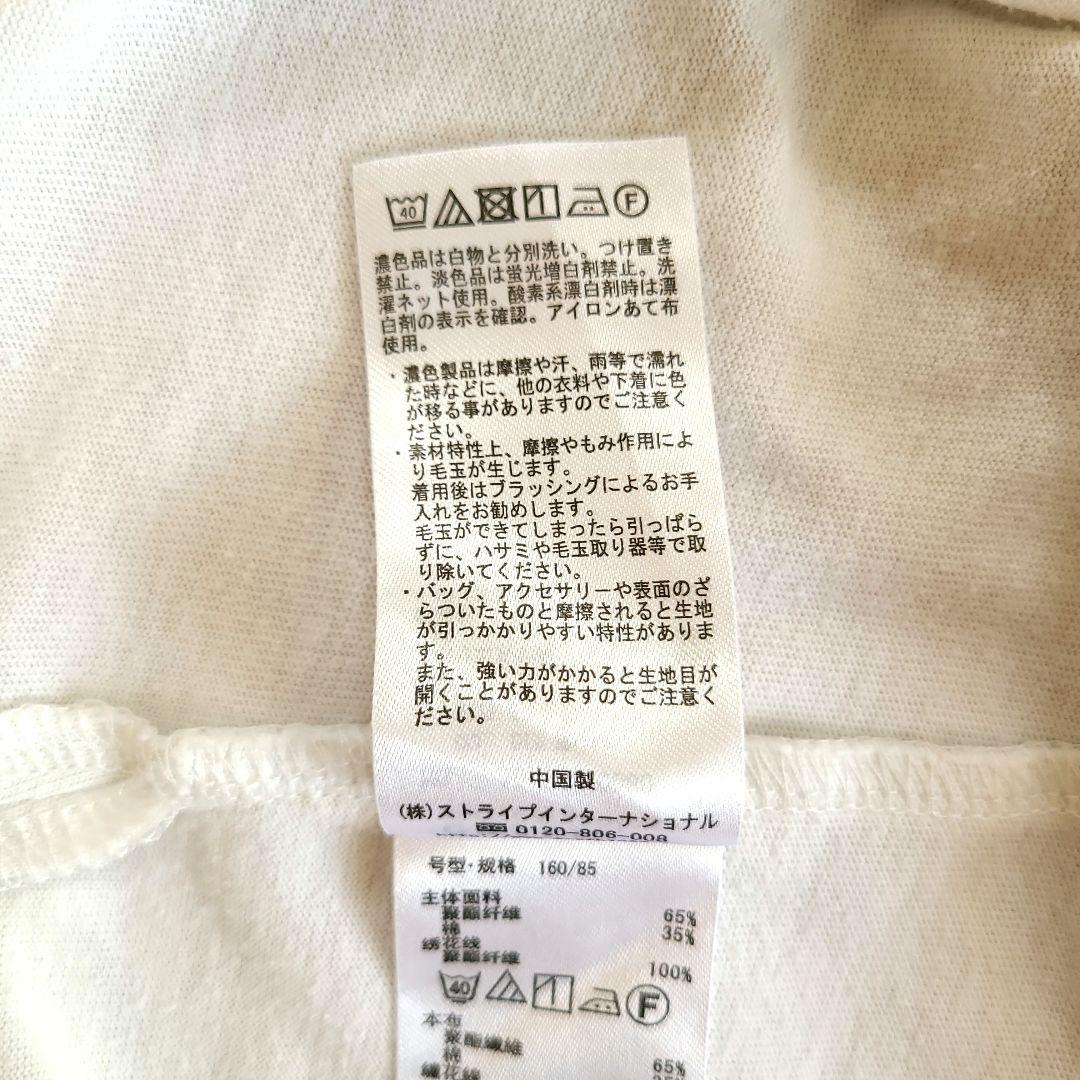 40 F
濃色品は白物と分別洗い。つけ置き
禁止。淡色品は蛍光増白剤禁止。洗
濯ネット使用。酸素系漂白剤時は漂
白剤の表示を確認。アイロンあて布
使用。
・濃色製品は摩擦や汗、雨等で濡れ
た時などに、他の衣料や下着に色
が移る事がありますのでご注意く
ださい。
・素材特性上、摩擦やもみ作用によ
り毛玉が生じます。
着用後はブラッシングによるお手
入れをお勧めします。
毛玉ができてしまったら引っぱら
ずに、ハサミや毛玉取り器等で取
り除いてください。
・バッグ、アクセサリーや表面のざ
らついたものと摩擦されると生地
が引っかかりやすい特性がありま
す。
また、強い力がかかると生地目が
開くことがありますのでご注意く
ださい。
中国製
(株)ストライプインターナショナル
0120-806-008
号型・规格 160/85
主体面料
聚酯纤维 65%
棉 35%
绣花线
聚酯纤维 100%
40 F
本布
聚酯纖維 65%
棉
繡花線